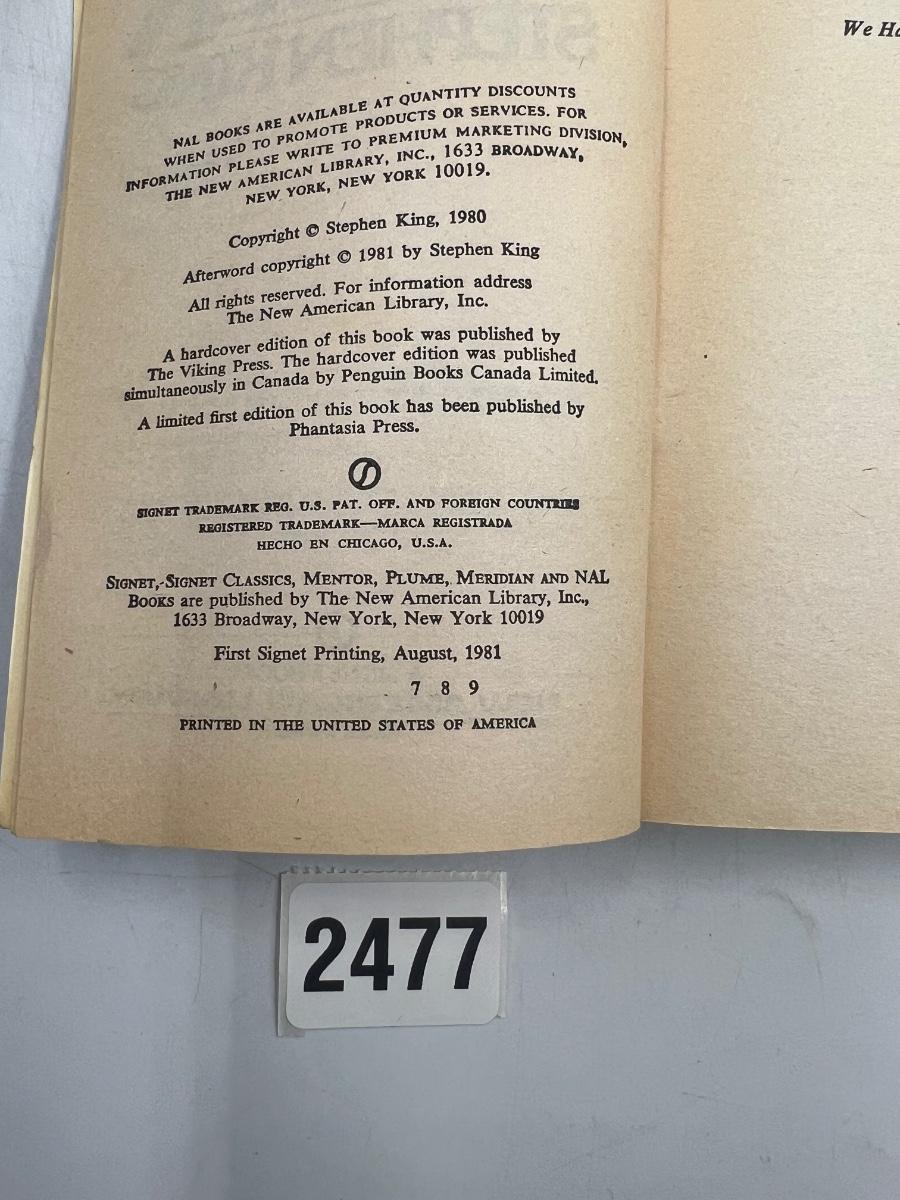 NAL BOOKS ARE AVAILABLE AT QUANTITY DISCOUNTS
WHEN USED TO PROMOTE PRODUCTS OR SERVICES. FOR
INFORMATION PLEASE WRITE TO PREMIUM MARKETING DIVISION,
THE NEW AMERICAN LIBRARY, INC., 1633 BROADWAY,
NEW YORK, NEW YORK 10019.
Copyright © Stephen King, 1980
Afterword copyright © 1981 by Stephen King
All rights reserved. For information address
The New American Library, Inc.
A hardcover edition of this book was published by
The Viking Press. The hardcover edition was published
simultaneously in Canada by Penguin Books Canada Limited.
A limited first edition of this book has been published by
Phantasia Press.
SIGNET TRADEMARK REG. U.S. PAT. OFF. AND FOREIGN COUNTRIES
REGISTERED TRADEMARK—MARCA REGISTRADA
HECHO EN CHICAGO, U.S.A.
SIGNET, SIGNET CLASSICS, MENTOR, PLUME, MERIDIAN AND NAL
BOOKS are published by The New American Library, Inc.,
1633 Broadway, New York, New York 10019
First Signet Printing, August, 1981
7 8 9
PRINTED IN THE UNITED STATES OF AMERICA
We
2477